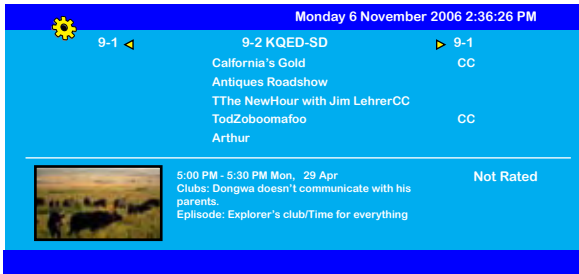 Monday 6 November 2006 2:36:26 PM
9-1 9-2 KQED-SD 9-1
Calfornia's Gold CC
Antiques Roadshow
TThe NewHour with Jim LehrerCC
TodZoboomafoo CC
Arthur
5:00 PM - 5:30 PM Mon, 29 Apr
Not Rated
Clubs: Dongwa doesn't communicate with his
parents.
Eplisode: Explorer's club/Time for everything